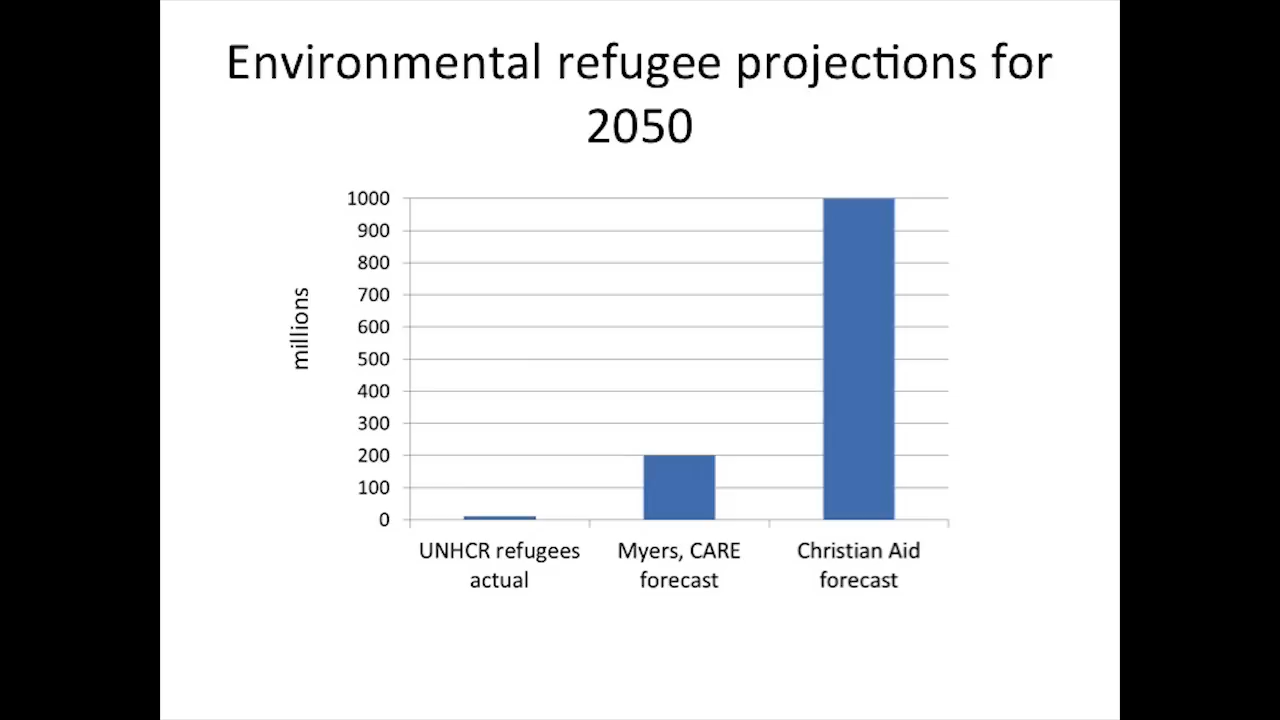 Environmental refugee projections for
2050
1000
900
800
700
600
500
400
300
200
100
0
millions
UNHCR refugees
actual
Myers, CARE
forecast
Christian Aid
forecast